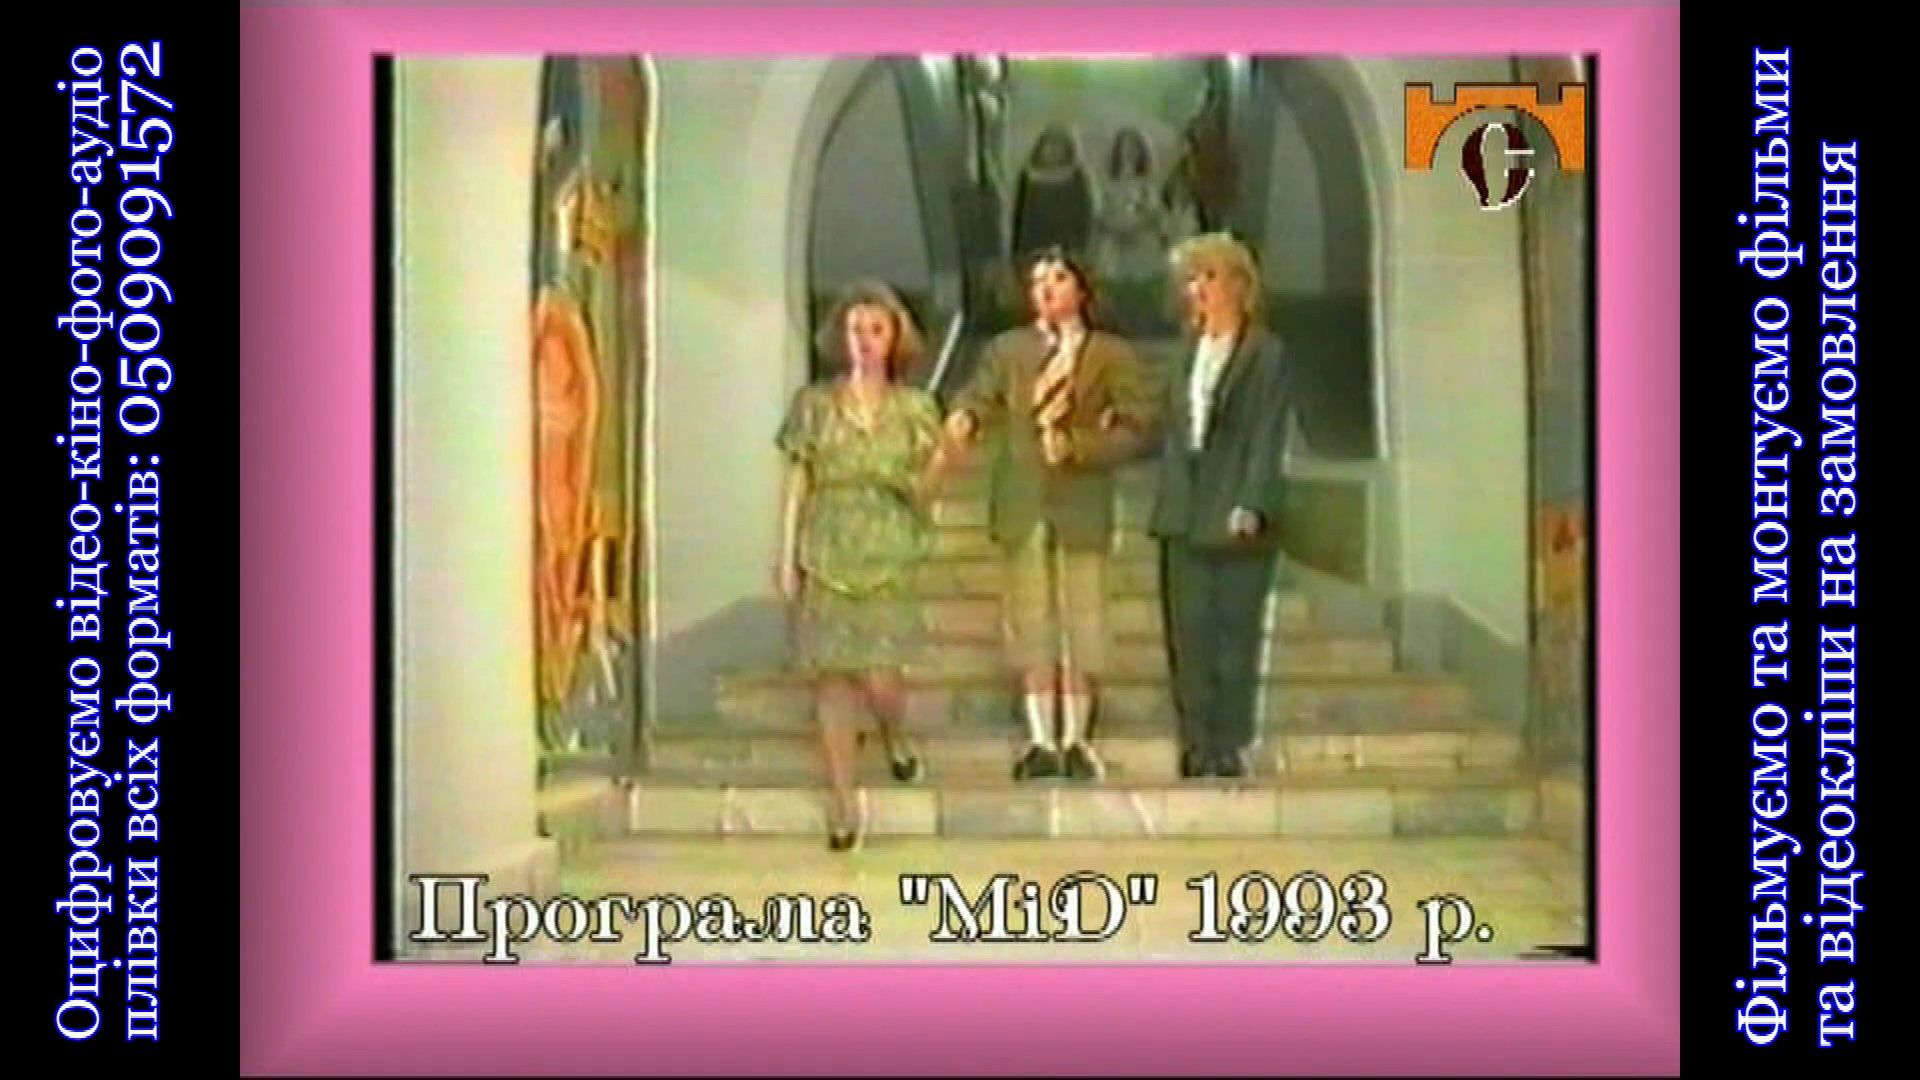 Оцифровуємо відео-кіно-фото-аудіо
плівки всіх форматів: 0509091572
Програма "МіД" 1993 р.
Фільмуємо та монтуємо фільми
та відеокліпи на замовлення